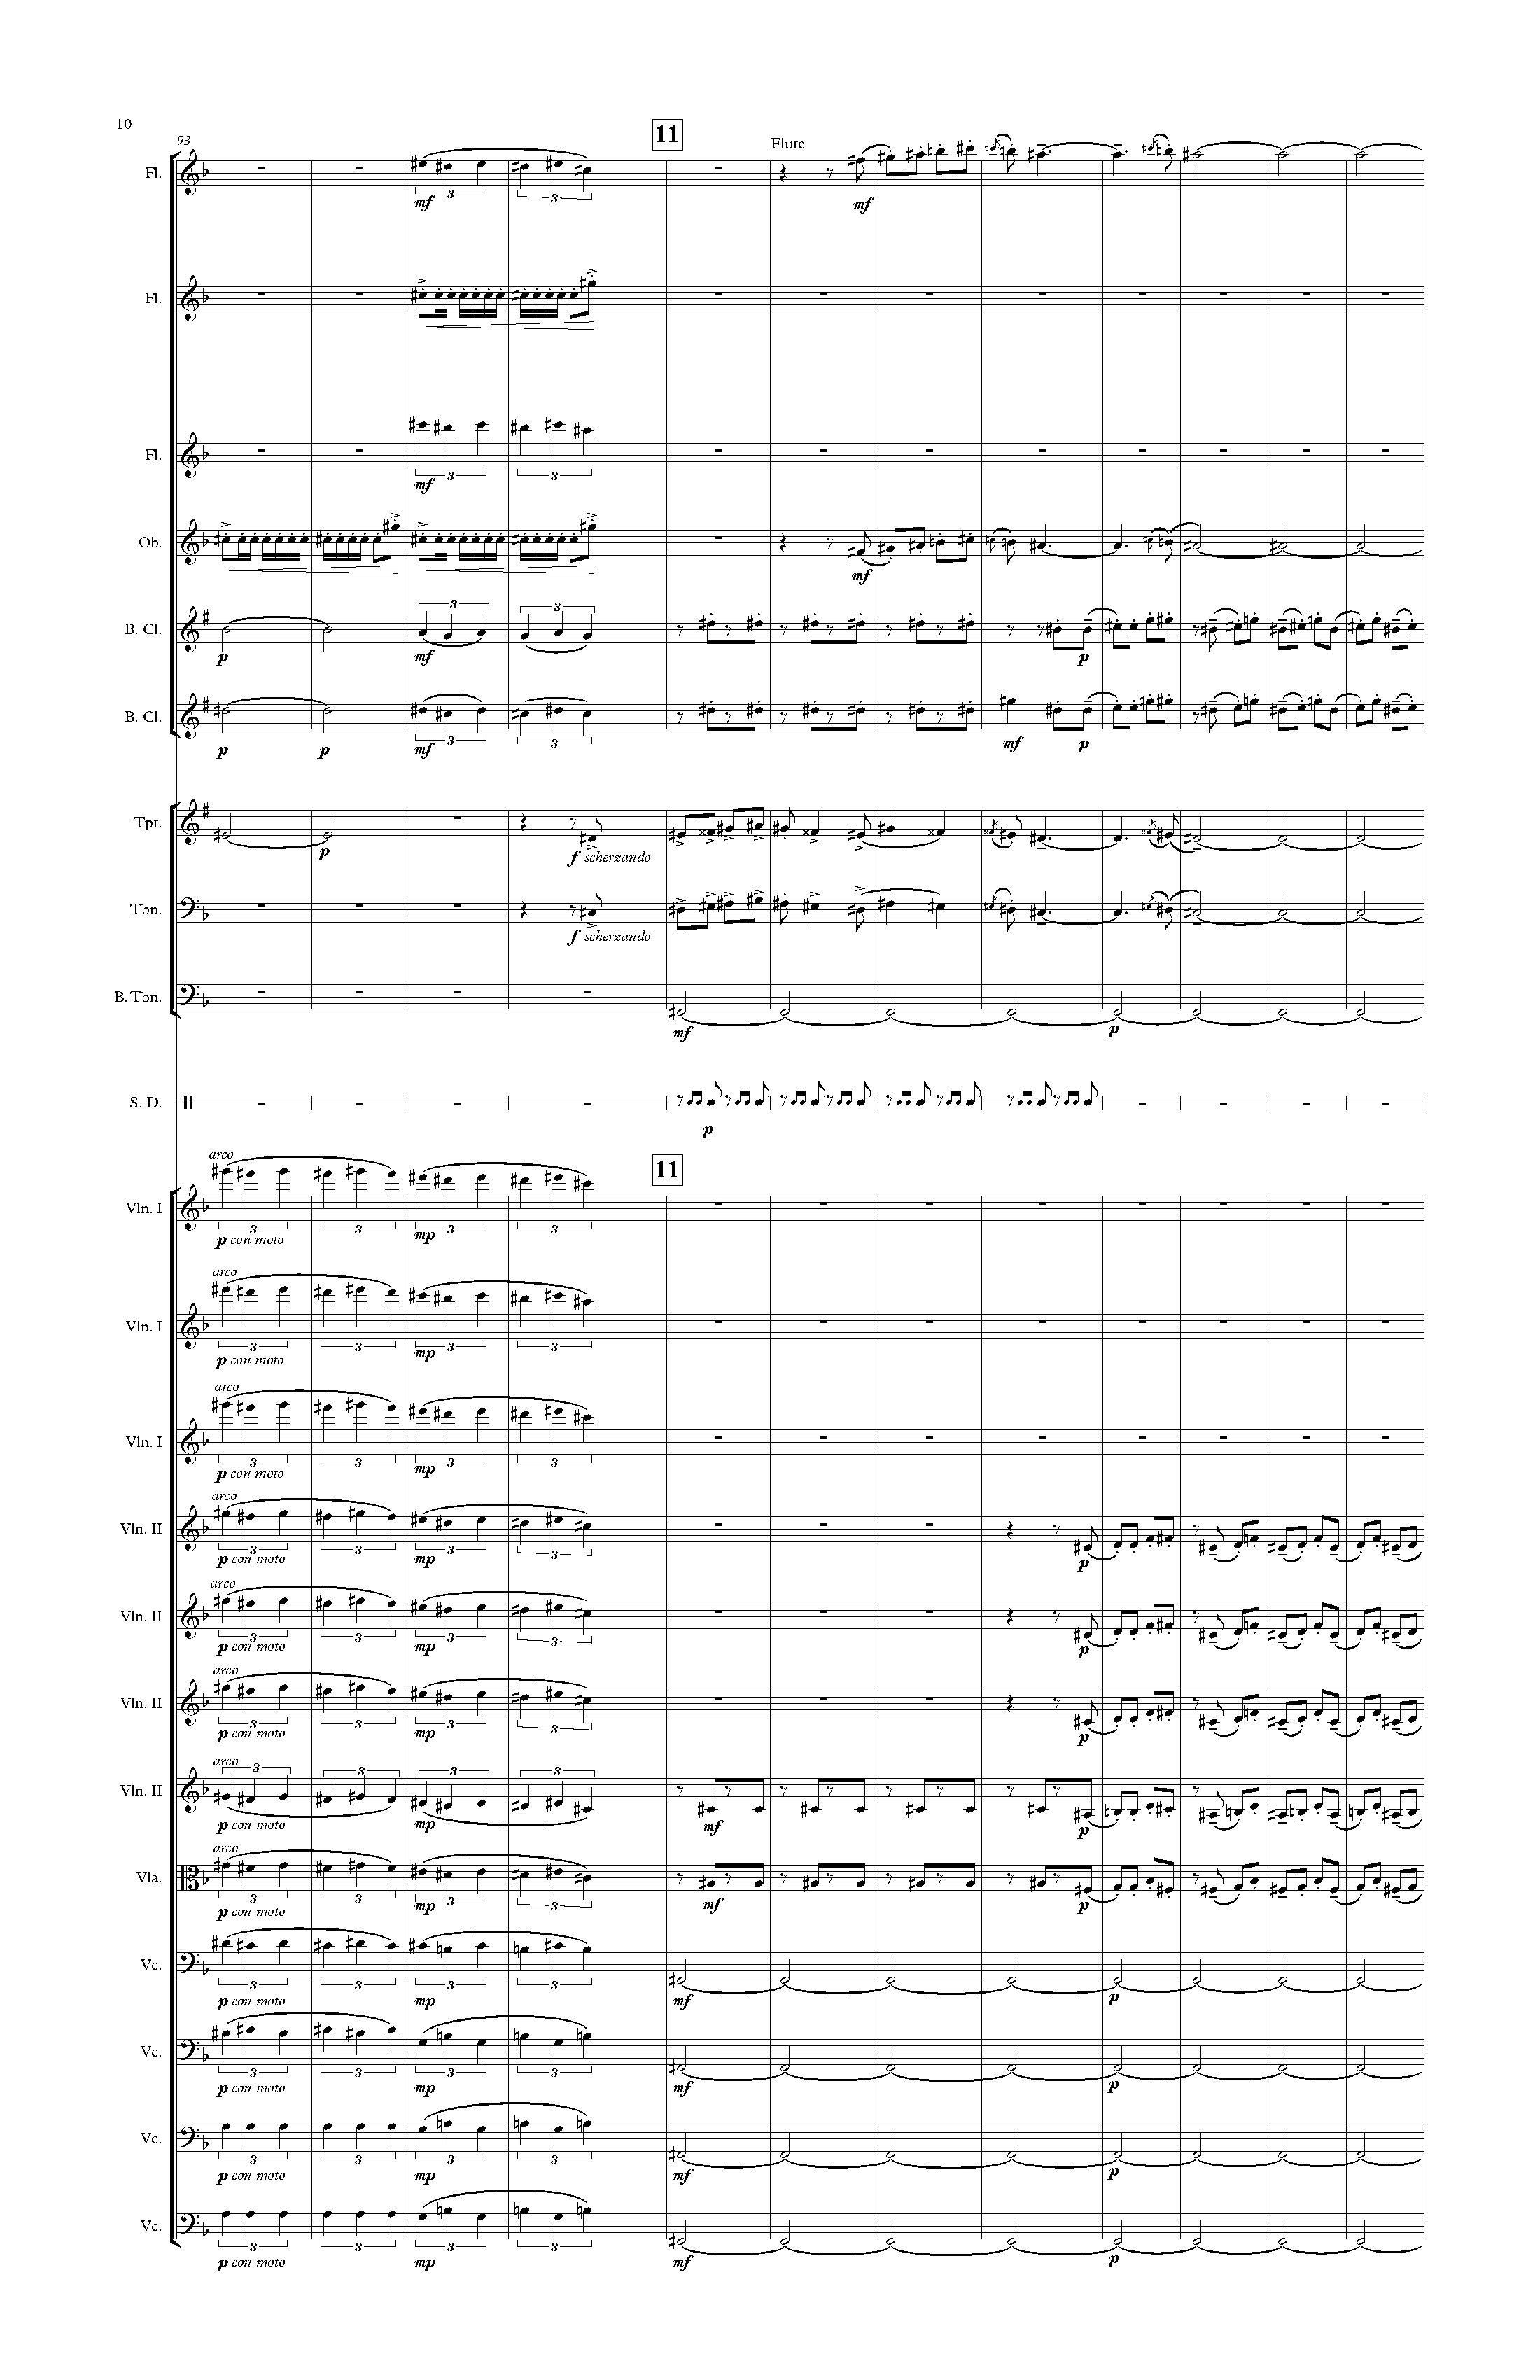 10
93
11
Flute
Fl.
3
3
mf
mf
Fl.
Fl.
3
3
mf
Ob.
mf
3
3
B. Cl.
p
mf
p
B. Cl.
3
3
p
p
mf
mf
p
Tpt.
p
f scherzando
Tbn.
f scherzando
B. Tbn.
mf
p
S. D.
p
arco
11
Vln. I
3
3
3
3
p con moto
mp
arco
Vln. I
3
3
3
3
p con moto
mp
arco
Vln. I
3
3
3
3
p con moto
mp
arco
Vln. II
3
3
3
3
p con moto
mp
p
arco
Vln. II
3
3
3
3
p con moto
mp
p
arco
Vln. II
3
3
3
3
p con moto
mp
p
arco
3
3
3
3
Vln. II
p con moto
mp
mf
p
arco
Vla.
3
3
3
3
p con moto
mp
mf
p
Vc.
3
3
3
3
p con moto
mp
mf
p
Vc.
3
3
3
3
p con moto
mp
mf
p
Vc.
3
3
3
3
p con moto
mp
mf
p
Vc.
3
3
3
3
p con moto
mp
mf
p